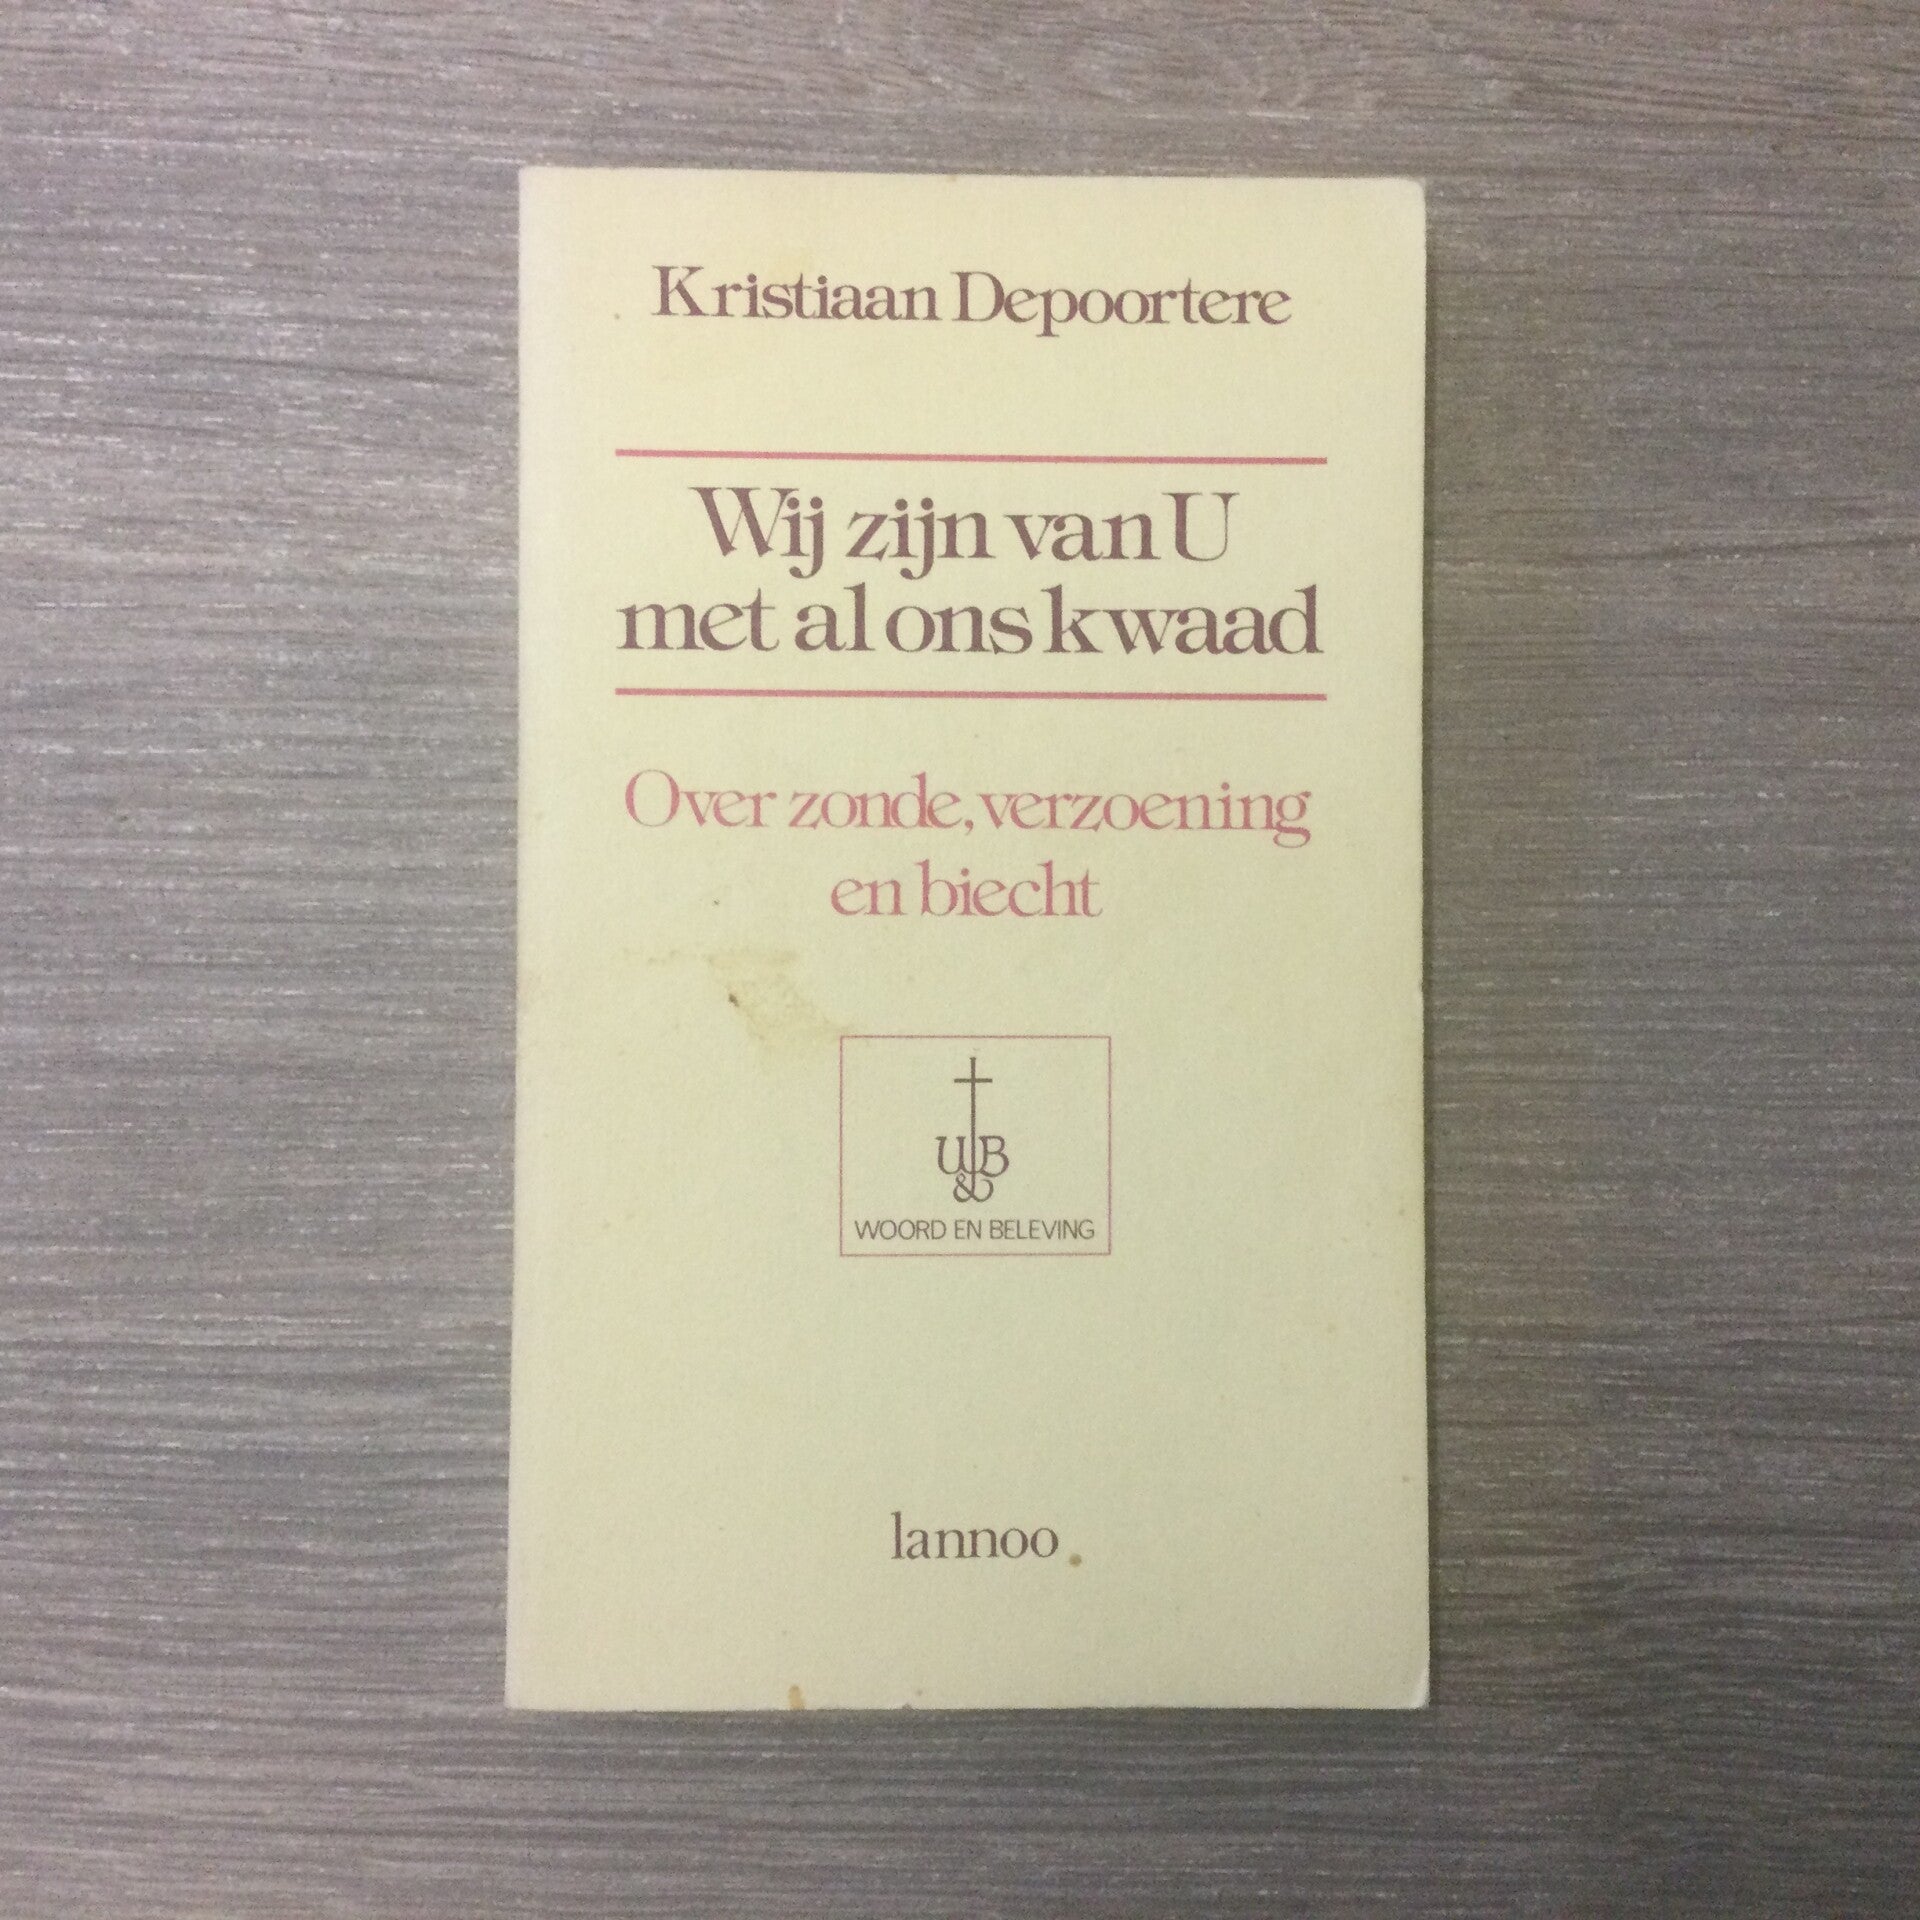 Kristiaan Depoortere
Wij zijn van U
met al ons kwaad
Over zonde, verzoening
en biecht
W&B
WOORD EN BELEVING
lannoo